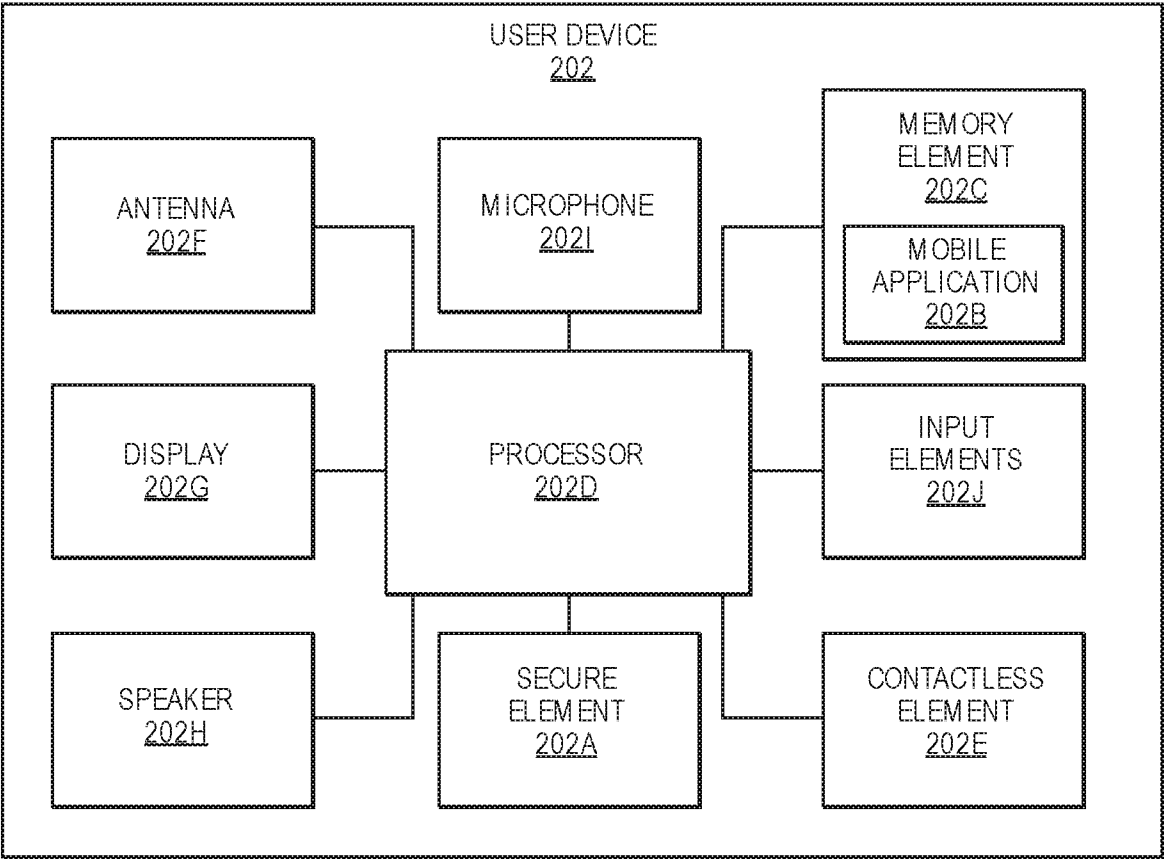 USER DEVICE
202
ANTENNA
202F
MICROPHONE
202I
MEMORY
ELEMENT
202C
MOBILE
APPLICATION
202B
DISPLAY
202G
PROCESSOR
202D
INPUT
ELEMENTS
202J
SPEAKER
202H
SECURE
ELEMENT
202A
CONTACTLESS
ELEMENT
202E